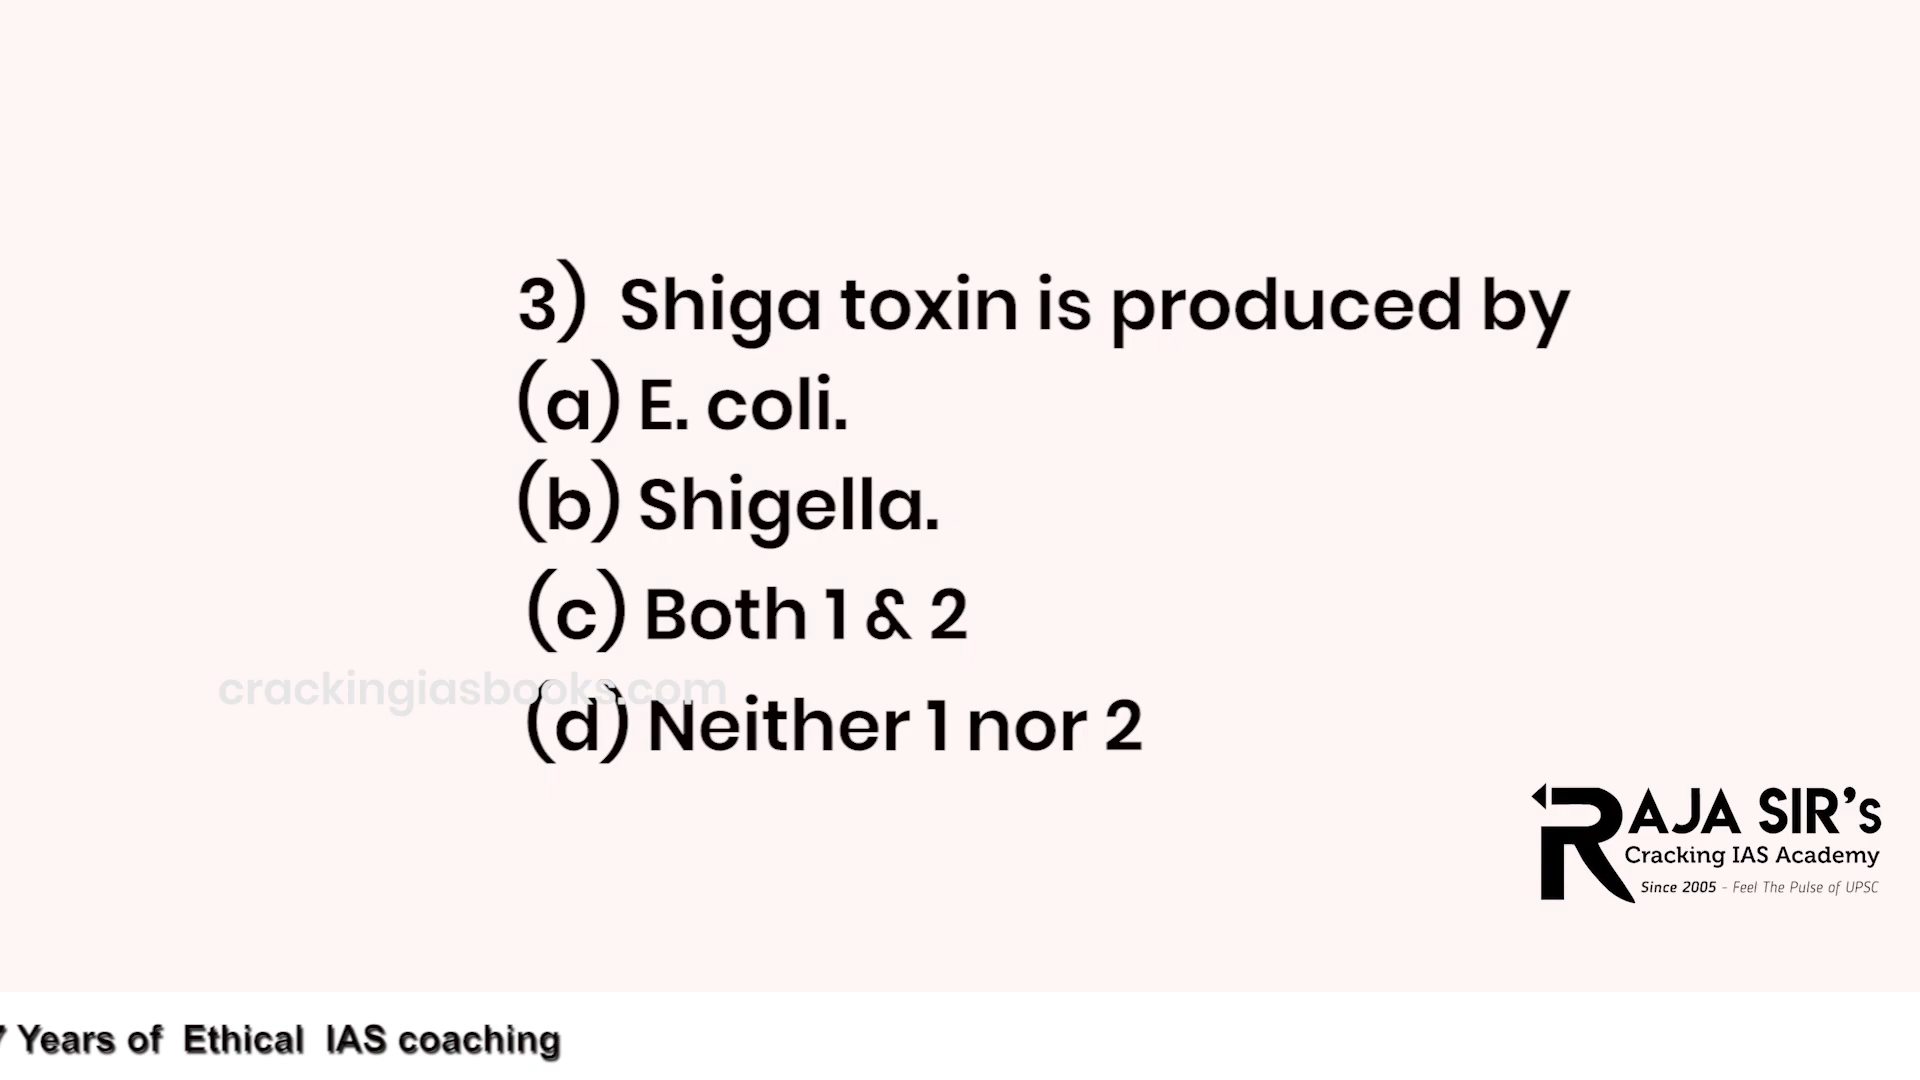 3) Shiga toxin is produced by
(a) E. coli.
(b) Shigella.
(c) Both 1 & 2
crackingiasbooks.com
(d) Neither 1 nor 2
RAJA SIR's
Cracking IAS Academy
Since 2005 - Feel The Pulse of UPSC
Years of Ethical IAS coaching